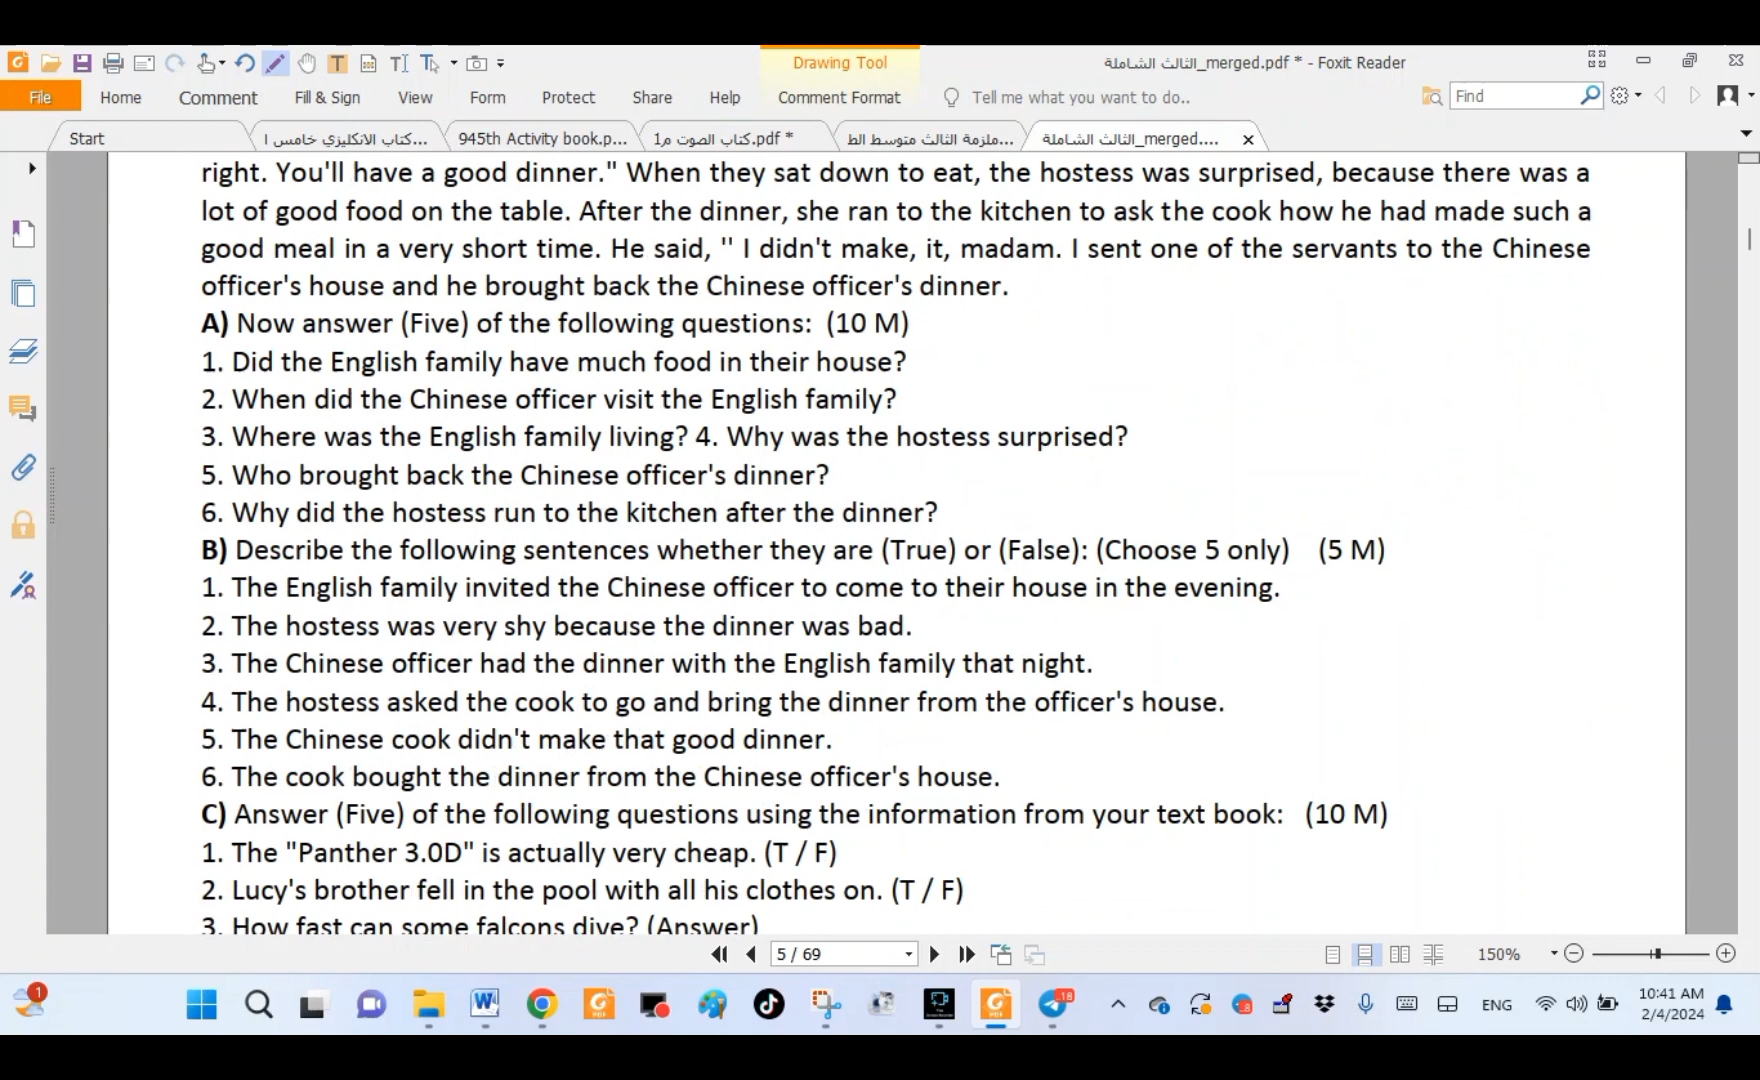 Drawing Tool
الثالث الشاملة_merged.pdf * - Foxit Reader
File Home Comment Fill & Sign View Form Protect Share Help Comment Format Tell me what you want to do.. Find
Start
كتاب الانكليزي خامس ا...
945th Activity book.p...
كتاب الصوت م1.pdf *
ملزمة الثالث متوسط الط...
الثالث الشاملة_merged....
right. You'll have a good dinner." When they sat down to eat, the hostess was surprised, because there was a
lot of good food on the table. After the dinner, she ran to the kitchen to ask the cook how he had made such a
good meal in a very short time. He said, '' I didn't make, it, madam. I sent one of the servants to the Chinese
officer's house and he brought back the Chinese officer's dinner.
A) Now answer (Five) of the following questions: (10 M)
1. Did the English family have much food in their house?
2. When did the Chinese officer visit the English family?
3. Where was the English family living? 4. Why was the hostess surprised?
5. Who brought back the Chinese officer's dinner?
6. Why did the hostess run to the kitchen after the dinner?
B) Describe the following sentences whether they are (True) or (False): (Choose 5 only) (5 M)
1. The English family invited the Chinese officer to come to their house in the evening.
2. The hostess was very shy because the dinner was bad.
3. The Chinese officer had the dinner with the English family that night.
4. The hostess asked the cook to go and bring the dinner from the officer's house.
5. The Chinese cook didn't make that good dinner.
6. The cook bought the dinner from the Chinese officer's house.
C) Answer (Five) of the following questions using the information from your text book: (10 M)
1. The "Panther 3.0D" is actually very cheap. (T / F)
2. Lucy's brother fell in the pool with all his clothes on. (T / F)
3. How fast can some falcons dive? (Answer)
5 / 69
150%
1
18
ENG
10:41 AM
2/4/2024